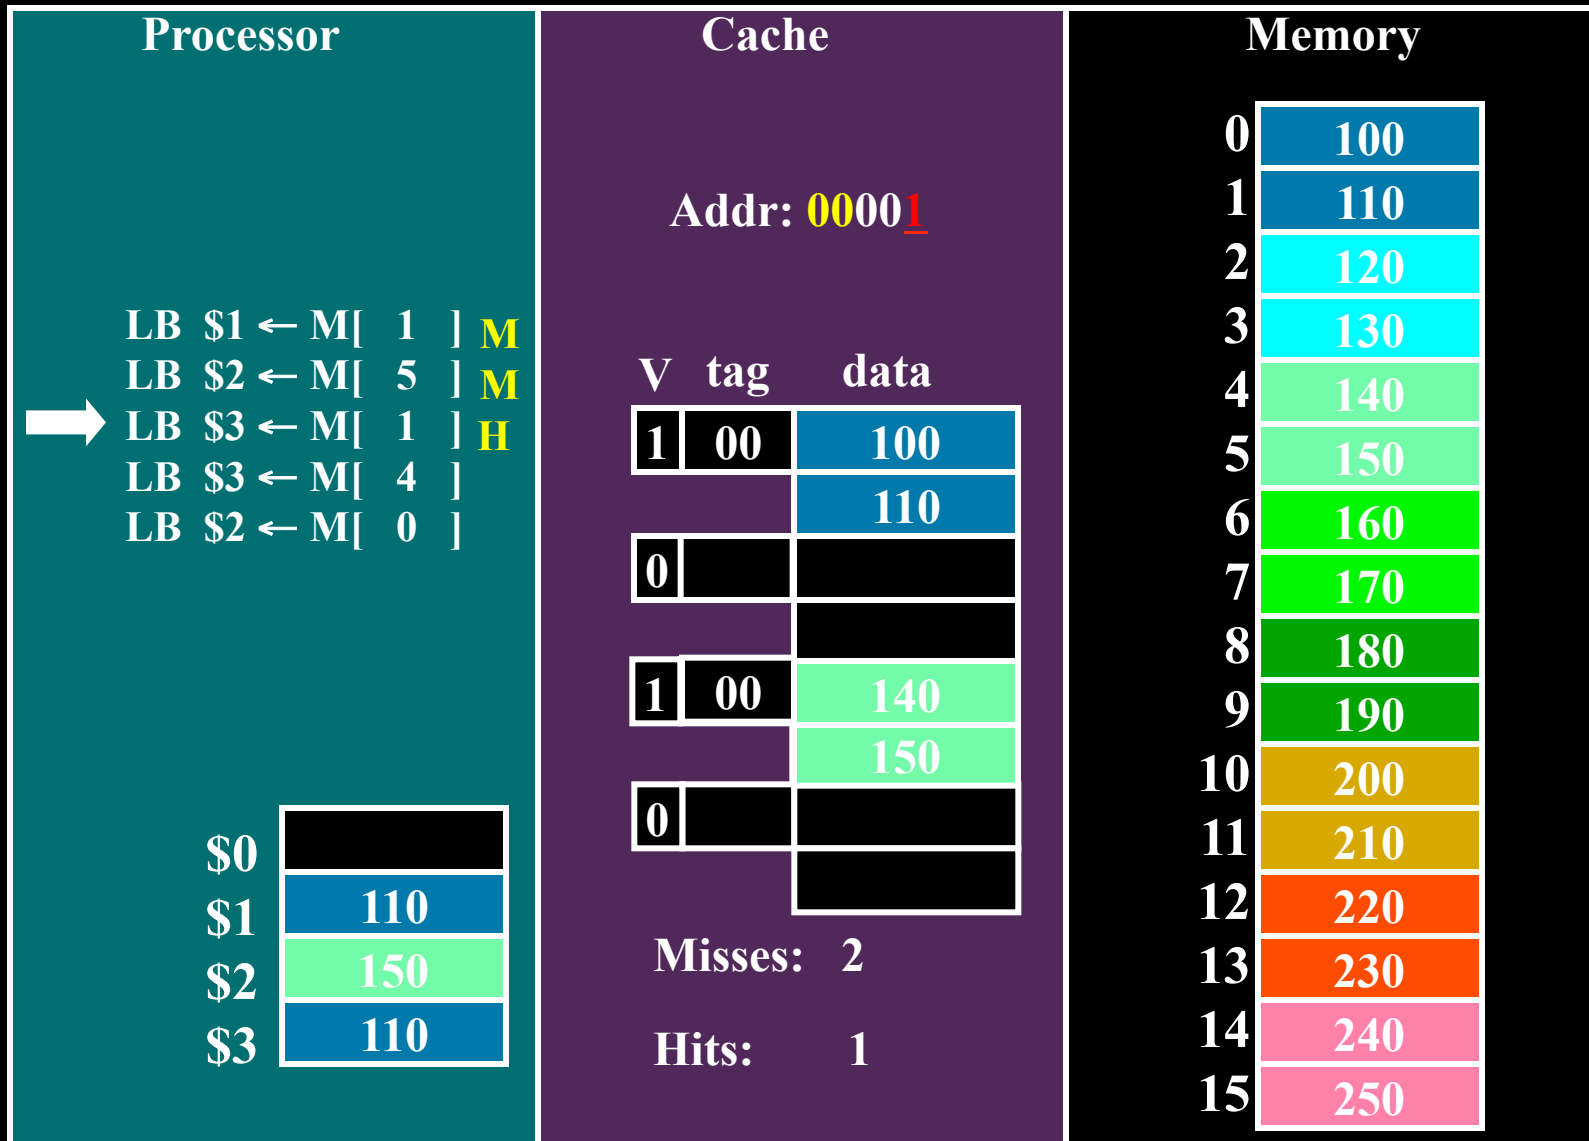 Processor
LB $1 ← M[ 1 ] M
LB $2 ← M[ 5 ] M
LB $3 ← M[ 1 ] H
LB $3 ← M[ 4 ]
LB $2 ← M[ 0 ]
$0
$1 110
$2 150
$3 110
Cache
Addr: 00001
V tag data
1 00 100
110
0
1 00 140
150
0
Misses: 2
Hits: 1
Memory
0 100
1 110
2 120
3 130
4 140
5 150
6 160
7 170
8 180
9 190
10 200
11 210
12 220
13 230
14 240
15 250